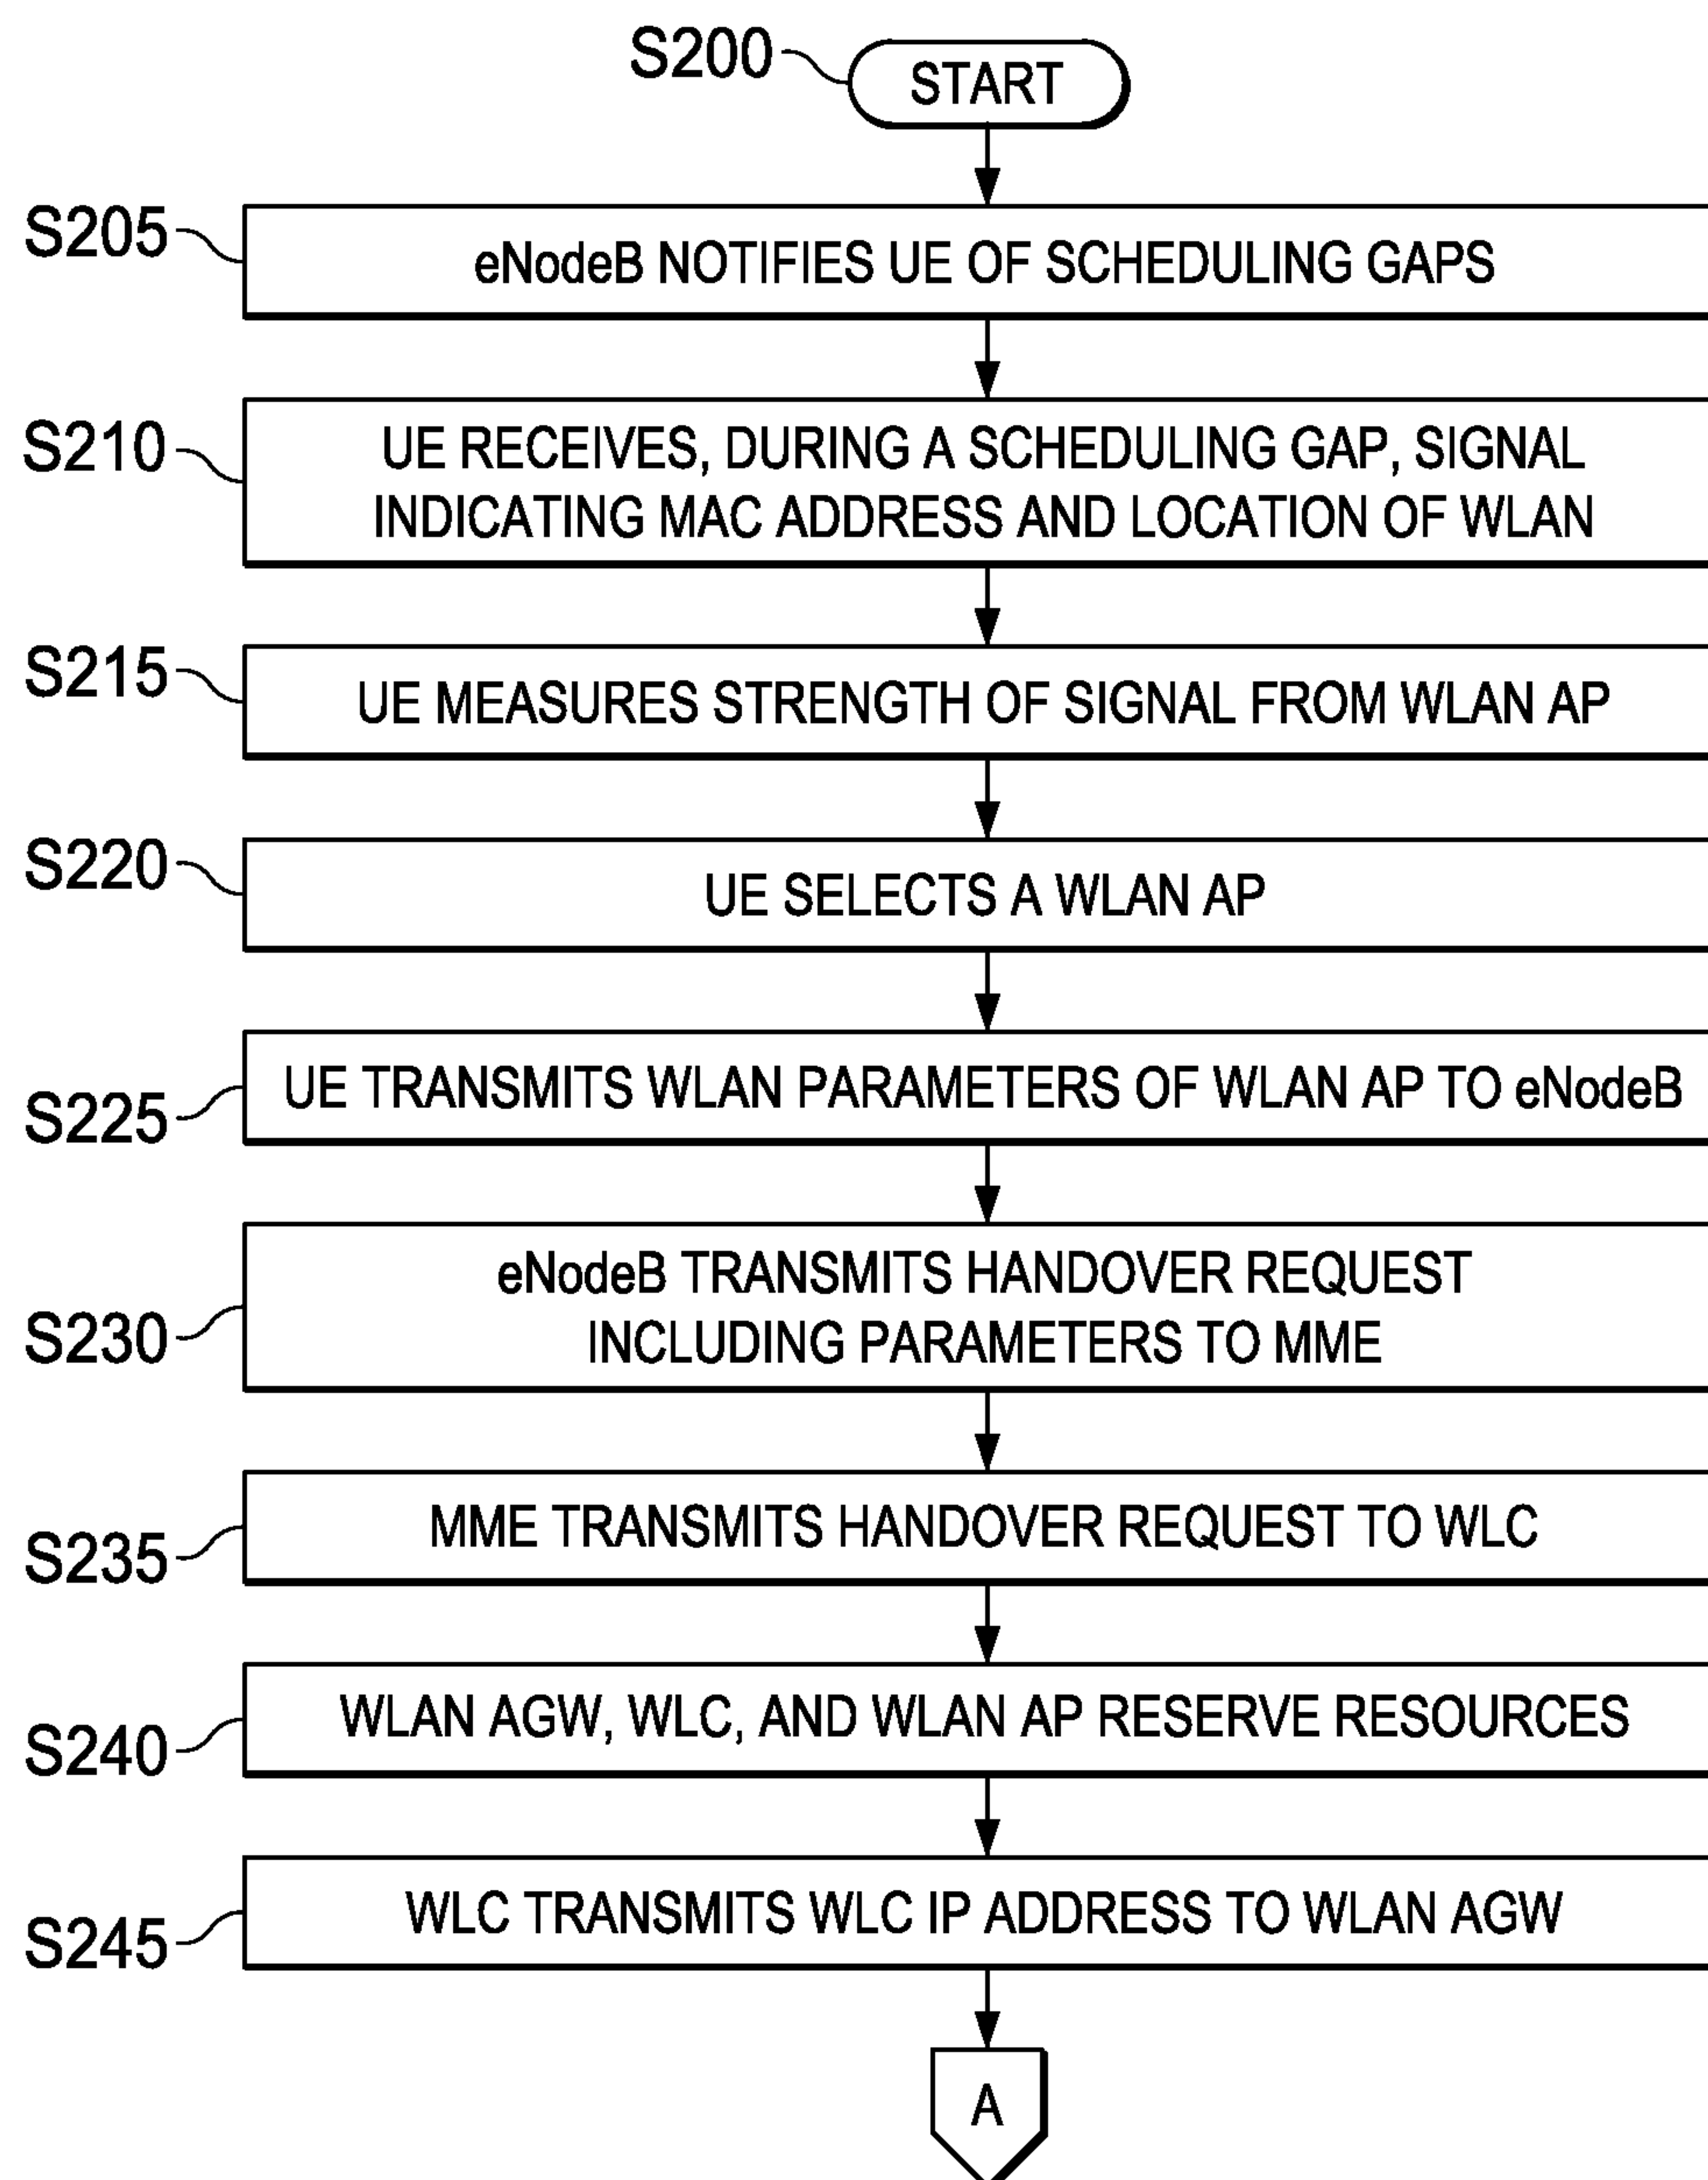 S200
START
S205
eNodeB NOTIFIES UE OF SCHEDULING GAPS
S210
UE RECEIVES, DURING A SCHEDULING GAP, SIGNAL
INDICATING MAC ADDRESS AND LOCATION OF WLAN
S215
UE MEASURES STRENGTH OF SIGNAL FROM WLAN AP
S220
UE SELECTS A WLAN AP
S225
UE TRANSMITS WLAN PARAMETERS OF WLAN AP TO eNodeB
S230
eNodeB TRANSMITS HANDOVER REQUEST
INCLUDING PARAMETERS TO MME
S235
MME TRANSMITS HANDOVER REQUEST TO WLC
S240
WLAN AGW, WLC, AND WLAN AP RESERVE RESOURCES
S245
WLC TRANSMITS WLC IP ADDRESS TO WLAN AGW
A